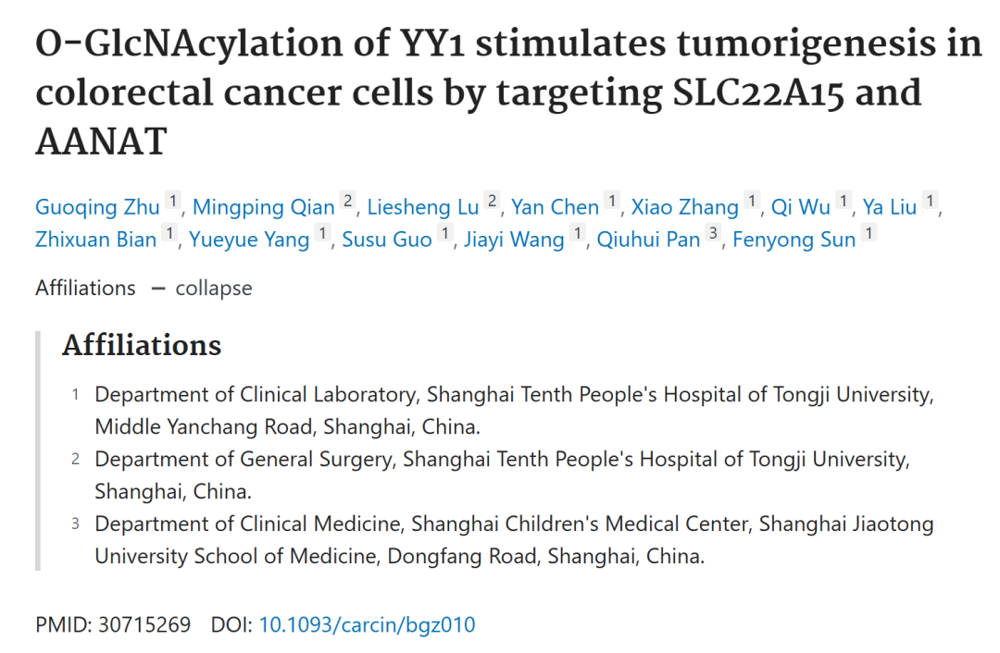 O-GlcNAcylation of YY1 stimulates tumorigenesis in
colorectal cancer cells by targeting SLC22A15 and
AANAT
Guoqing Zhu 1, Mingping Qian 2, Liesheng Lu 2, Yan Chen 1, Xiao Zhang 1, Qi Wu 1, Ya Liu 1,
Zhixuan Bian 1, Yueyue Yang 1, Susu Guo 1, Jiayi Wang 1, Qiuhui Pan 3, Fenyong Sun 1
Affiliations — collapse
Affiliations
1 Department of Clinical Laboratory, Shanghai Tenth People's Hospital of Tongji University,
Middle Yanchang Road, Shanghai, China.
2 Department of General Surgery, Shanghai Tenth People's Hospital of Tongji University,
Shanghai, China.
3 Department of Clinical Medicine, Shanghai Children's Medical Center, Shanghai Jiaotong
University School of Medicine, Dongfang Road, Shanghai, China.
PMID: 30715269 DOI: 10.1093/carcin/bgz010